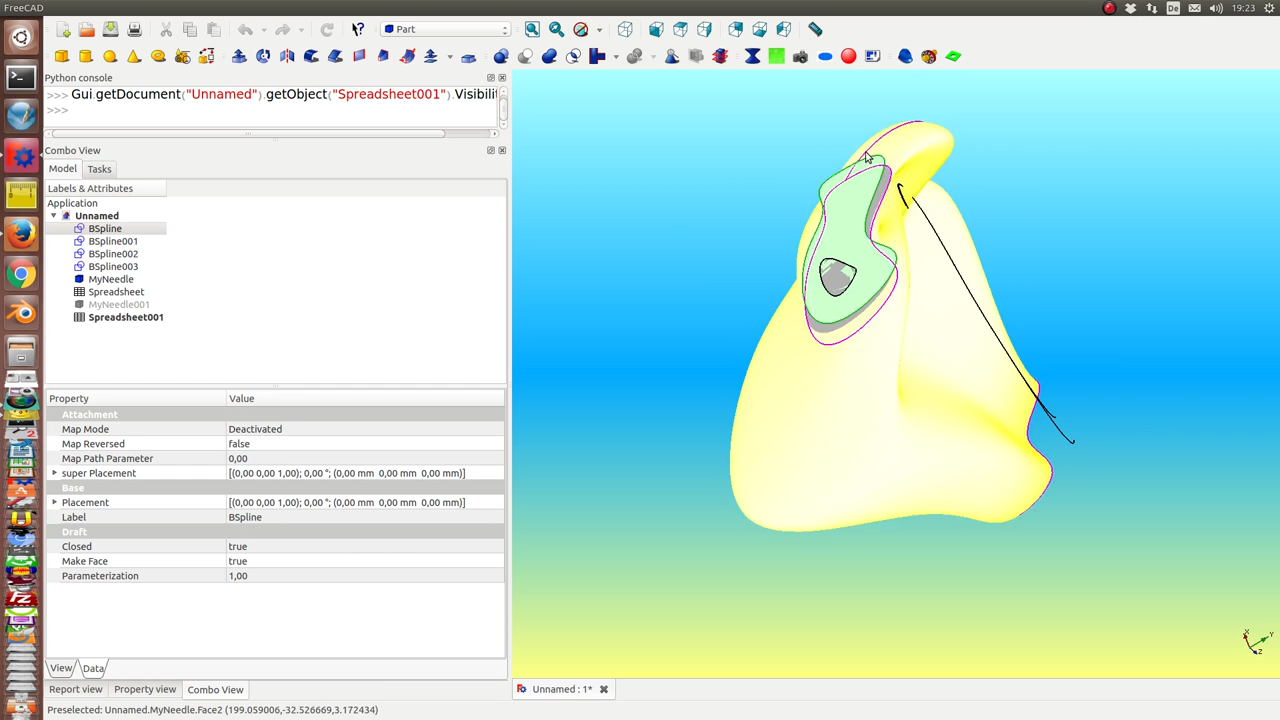 FreeCAD
De
19:23
Part
Python console
>>> Gui.getDocument("Unnamed").getObject("Spreadsheet001").Visibili
>>>
Combo View
Model
Tasks
Labels & Attributes
Application
Unnamed
BSpline
BSpline001
BSpline002
BSpline003
MyNeedle
Spreadsheet
MyNeedle001
Spreadsheet001
Property
Value
Attachment
Map Mode
Deactivated
Map Reversed
false
Map Path Parameter
0,00
super Placement
[(0,00 0,00 1,00); 0,00 °; (0,00 mm 0,00 mm 0,00 mm)]
Base
Placement
[(0,00 0,00 1,00); 0,00 °; (0,00 mm 0,00 mm 0,00 mm)]
Label
BSpline
Draft
Closed
true
Make Face
true
Parameterization
1,00
View
Data
Report view
Property view
Combo View
Unnamed : 1*
Preselected: Unnamed.MyNeedle.Face2 (199.059006,-32.526669,3.172434)